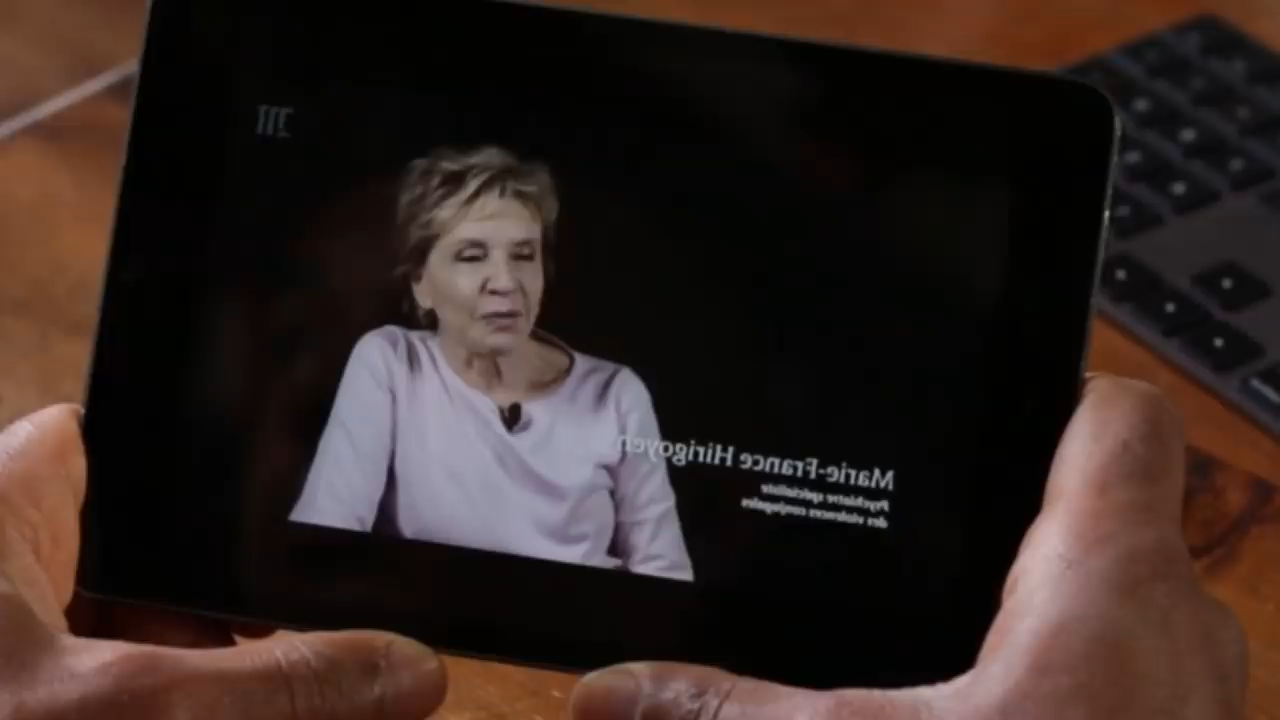 Marie-France Hirigoyen
Psychiatre spécialiste
des violences conjugales